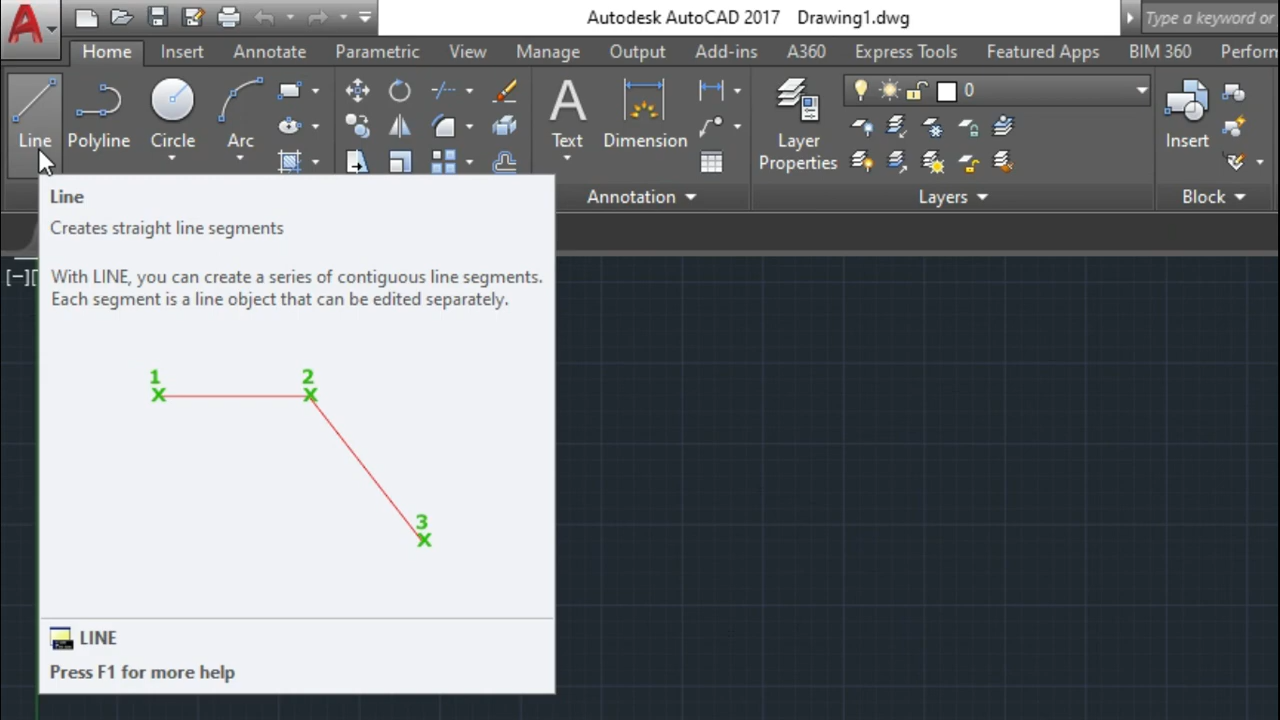 Autodesk AutoCAD 2017 Drawing1.dwg
Type a keyword or
Home Insert Annotate Parametric View Manage Output Add-ins A360 Express Tools Featured Apps BIM 360 Perform
0
Line Polyline Circle Arc Text Dimension Layer Properties Insert
Annotation Layers Block
[−][
Line
Creates straight line segments
With LINE, you can create a series of contiguous line segments.
Each segment is a line object that can be edited separately.
1 2
3
LINE
Press F1 for more help